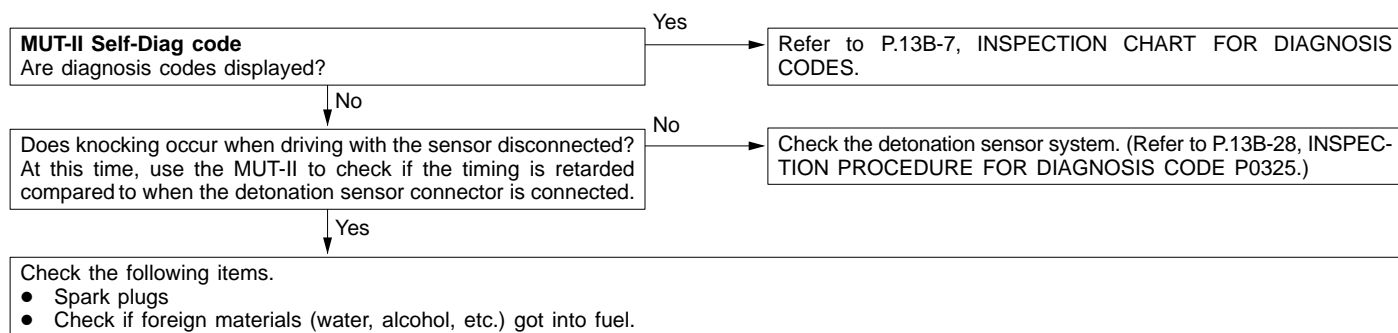 MUT-II Self-Diag code
Are diagnosis codes displayed?
Yes
Refer to P.13B-7, INSPECTION CHART FOR DIAGNOSIS
CODES.
No
Does knocking occur when driving with the sensor disconnected?
At this time, use the MUT-II to check if the timing is retarded
compared to when the detonation sensor connector is connected.
No
Check the detonation sensor system. (Refer to P.13B-28, INSPEC-
TION PROCEDURE FOR DIAGNOSIS CODE P0325.)
Yes
Check the following items.
● Spark plugs
● Check if foreign materials (water, alcohol, etc.) got into fuel.